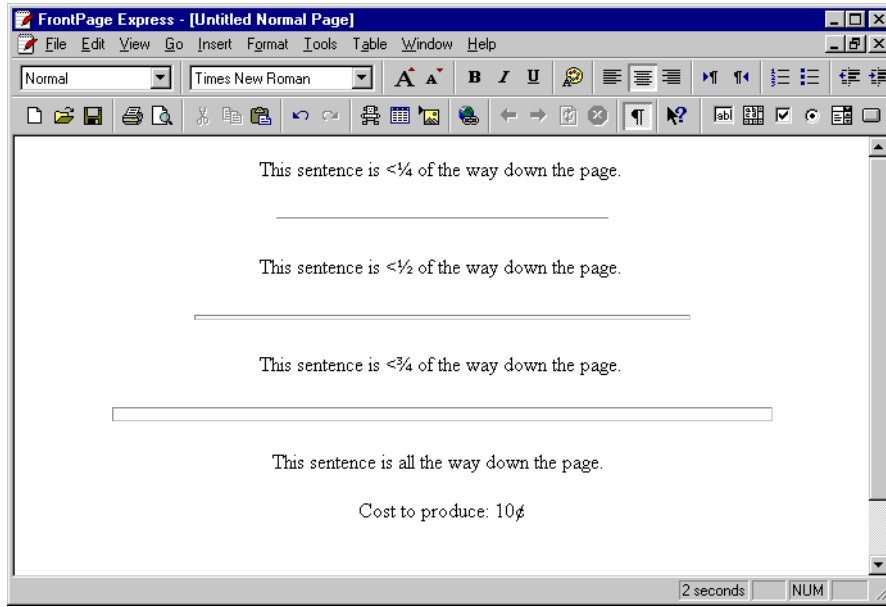 FrontPage Express - [Untitled Normal Page]
File Edit View Go Insert Format Tools Table Window Help
Normal Times New Roman A A B I U A ¶ ¶
¶ ? abl
This sentence is <¼ of the way down the page.
This sentence is <½ of the way down the page.
This sentence is <¾ of the way down the page.
This sentence is all the way down the page.
Cost to produce: 10¢
2 seconds NUM